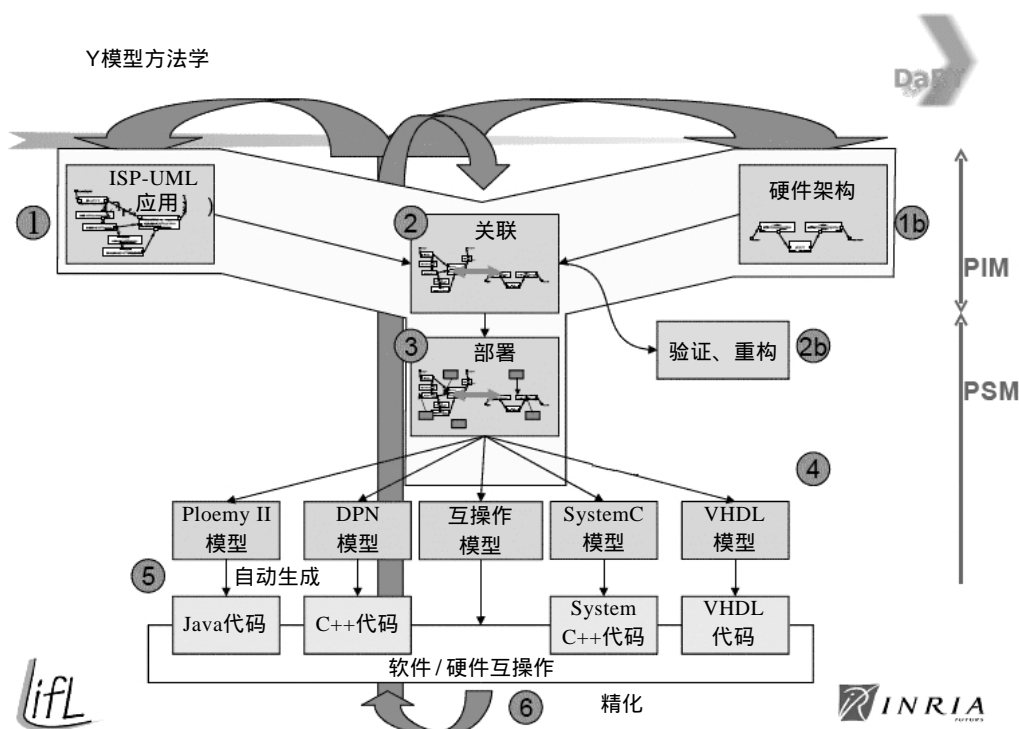 Y模型方法学
DaRT
ISP-UML
应用
1
2
关联
硬件架构
1b
PIM
3
部署
验证、重构
2b
PSM
4
Ploemy II
模型
DPN
模型
互操作
模型
SystemC
模型
VHDL
模型
5
自动生成
Java代码
C++代码
System
C++代码
VHDL
代码
软件 / 硬件互操作
6
精化
lifL
INRIA
FUTURS